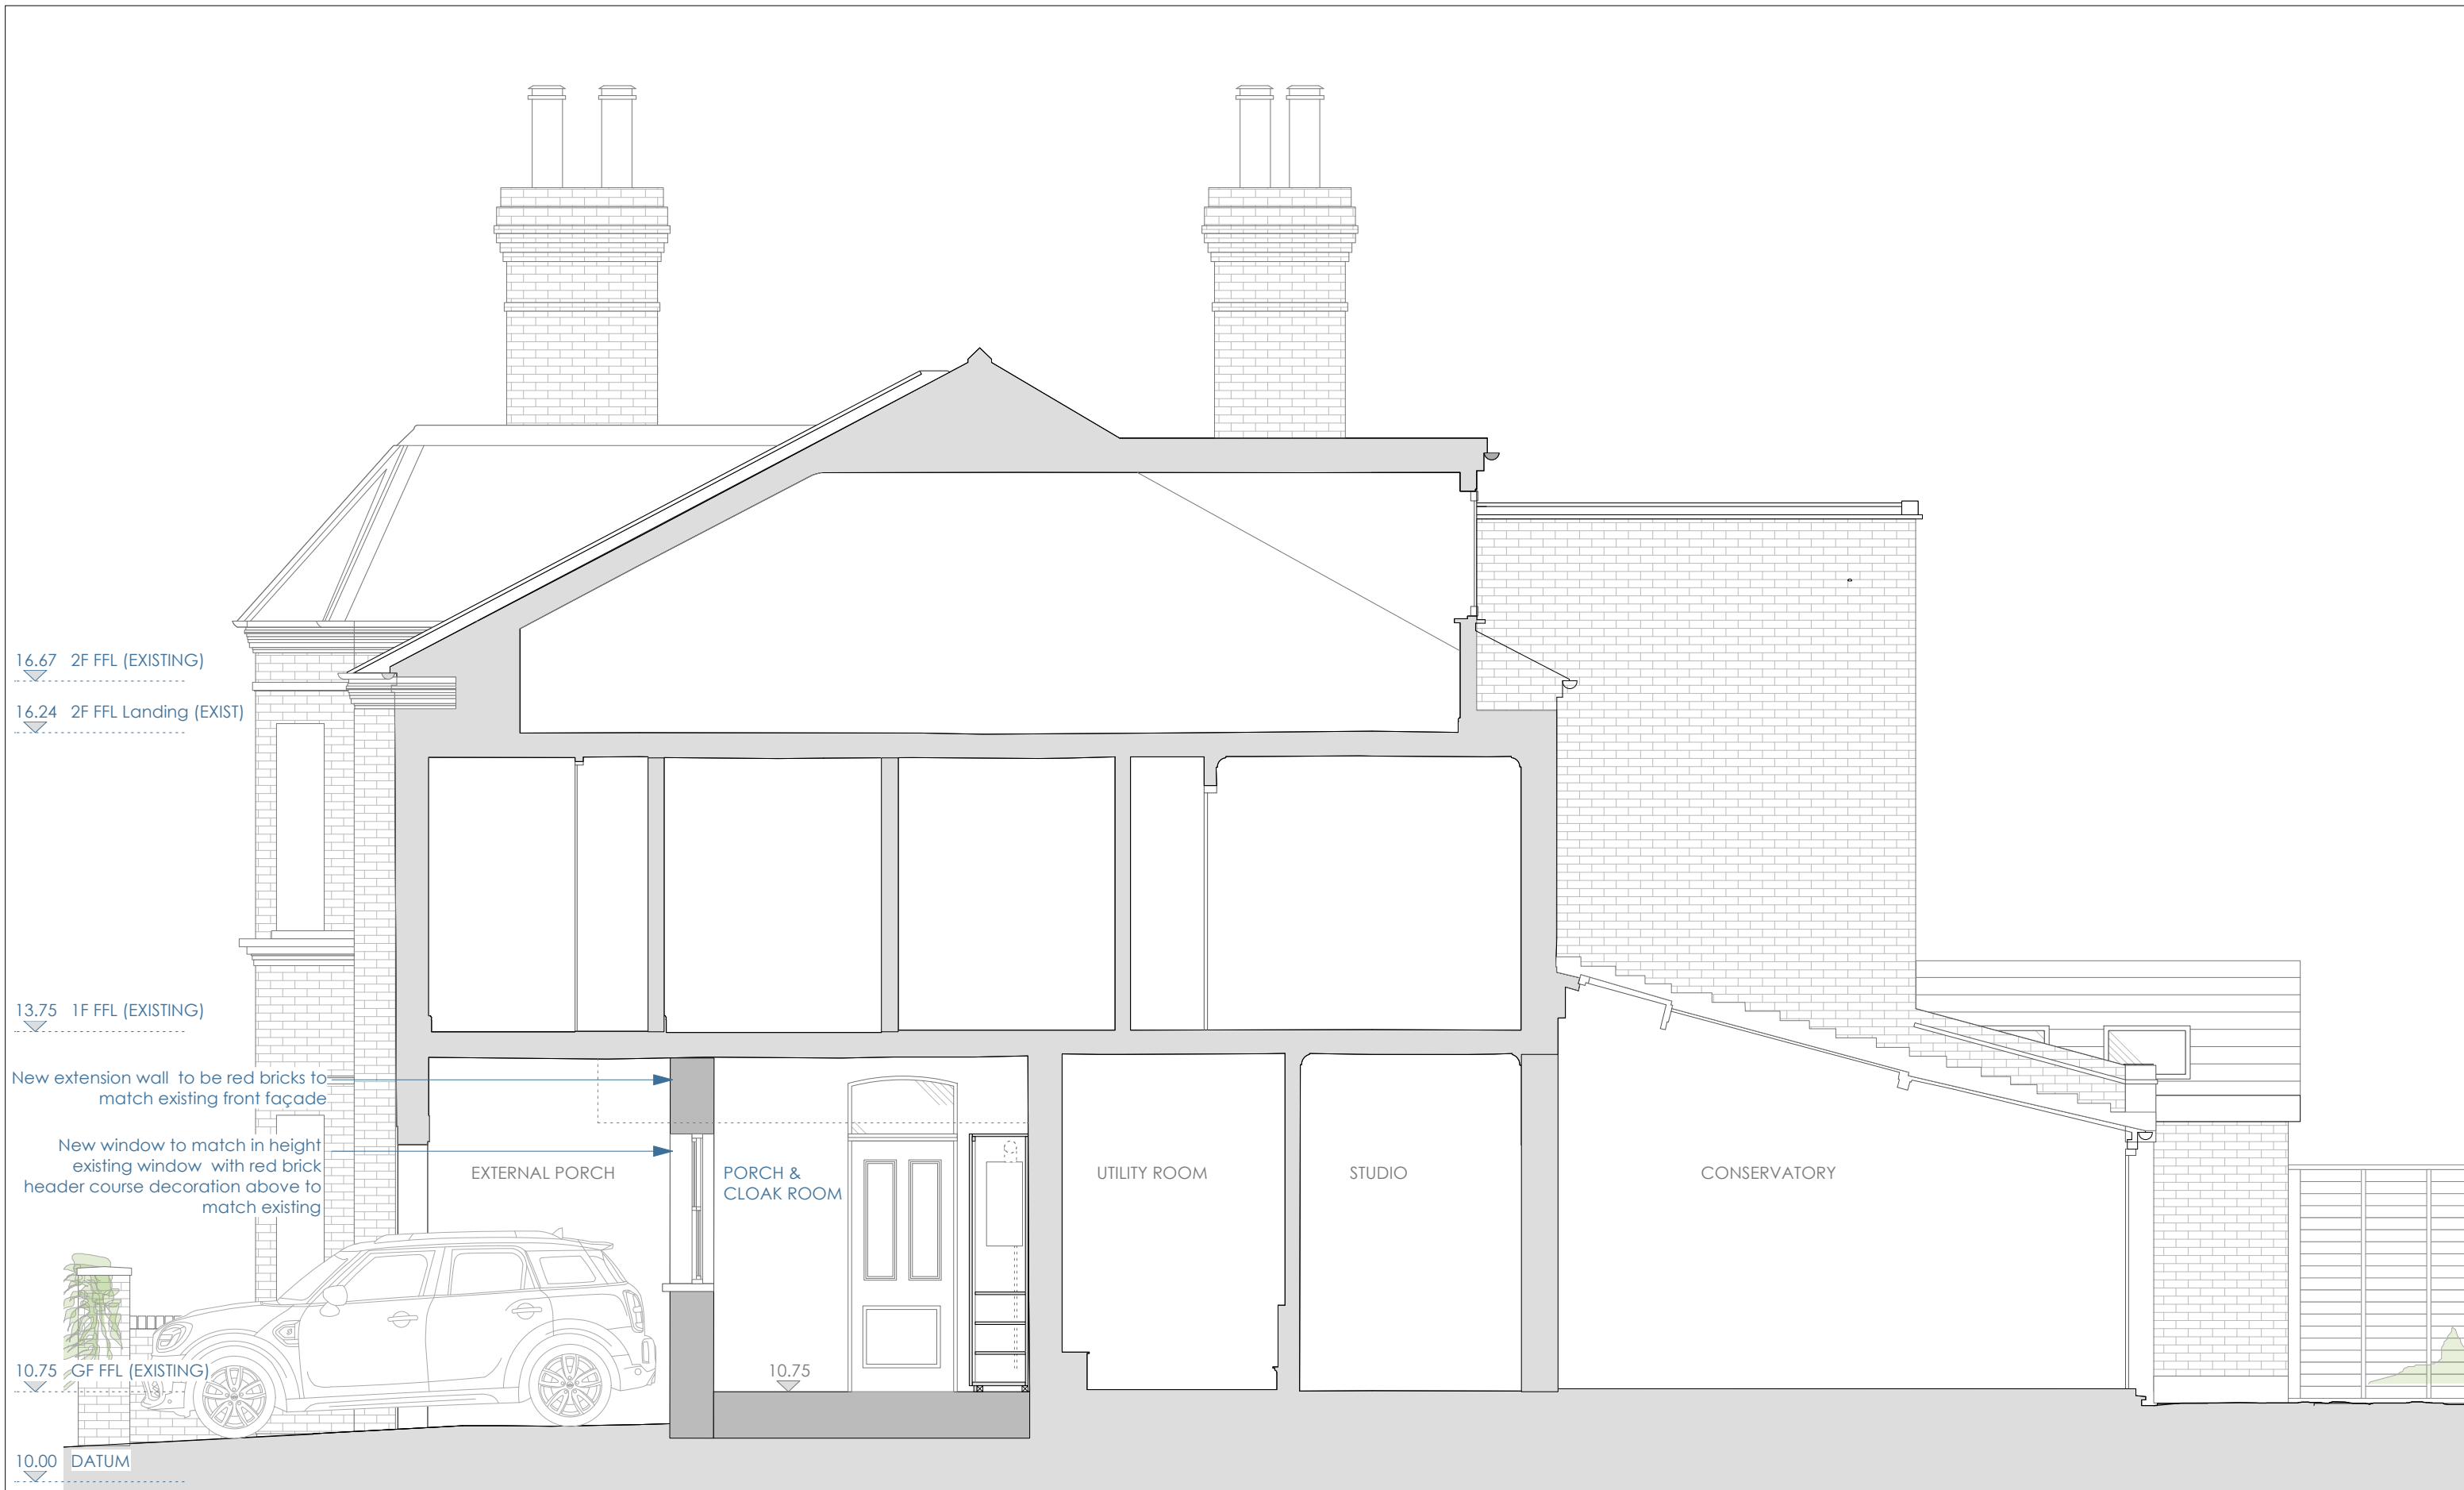 16.67 2F FFL (EXISTING)
16.24 2F FFL Landing (EXIST)
13.75 1F FFL (EXISTING)
New extension wall to be red bricks to
match existing front façade
New window to match in height
existing window with red brick
header course decoration above to
match existing
EXTERNAL PORCH
PORCH &
CLOAK ROOM
UTILITY ROOM
STUDIO
CONSERVATORY
10.75 GF FFL (EXISTING)
10.75
10.00 DATUM